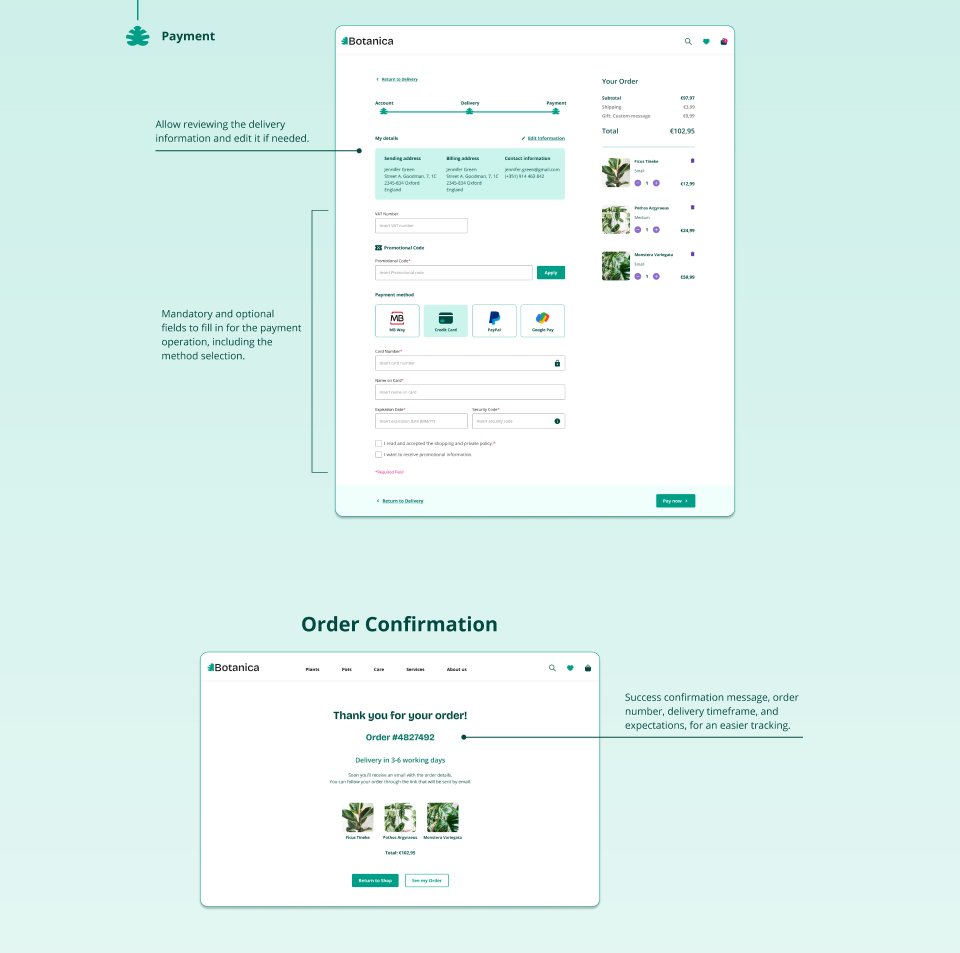 Payment
Botanica
Return to Delivery
Account
Delivery
Payment
Allow reviewing the delivery
information and edit it if needed.
My details
Edit Information
Sending address
Billing address
Contact information
Jennifer Green
Street A. Goodman, 7, 1C
2345-834 Oxford
England
Jennifer Green
Street A. Goodman, 7, 1C
2345-834 Oxford
England
jennifer.green@gmail.com
(+351) 914 463 842
VAT Number
Insert VAT number
Promotional Code
Promotional Code*
Insert Promotional code
Apply
Payment method
MB
MB Way
Credit Card
PayPal
Google Pay
Mandatory and optional
fields to fill in for the payment
operation, including the
method selection.
Card Number*
Insert card number
Name on Card*
Insert name on card
Expiration Date*
Insert expiration date (MM/YY)
Security Code*
Insert security code
I read and accepted the shopping and private policy.*
I want to receive promotional information
*Required Field
Return to Delivery
Pay now
Your Order
Subtotal €97,97
Shipping €3,99
Gift: Custom message €0,99
Total €102,95
Ficus Tineke
Small
1
€12,99
Pothos Argyraeus
Medium
1
€24,99
Monstera Variegata
Small
1
€59,99
Order Confirmation
Botanica
Plants
Pots
Care
Services
About us
Thank you for your order!
Order #4827492
Delivery in 3-6 working days
Soon you'll receive an email with the order details.
You can follow your order through the link that will be sent by email.
Ficus Tineke
Pothos Argyraeus
Monstera Variegata
Total: €102,95
Return to Shop
See my Order
Success confirmation message, order
number, delivery timeframe, and
expectations, for an easier tracking.